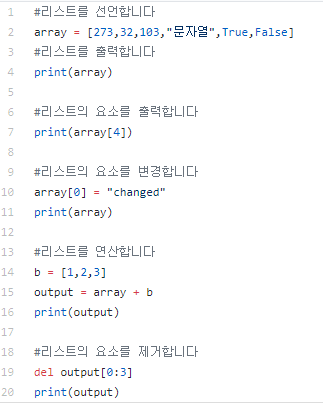 1 #리스트를 선언합니다
2 array = [273,32,103,"문자열",True,False]
3 #리스트를 출력합니다
4 print(array)
5
6 #리스트의 요소를 출력합니다
7 print(array[4])
8
9 #리스트의 요소를 변경합니다
10 array[0] = "changed"
11 print(array)
12
13 #리스트를 연산합니다
14 b = [1,2,3]
15 output = array + b
16 print(output)
17
18 #리스트의 요소를 제거합니다
19 del output[0:3]
20 print(output)